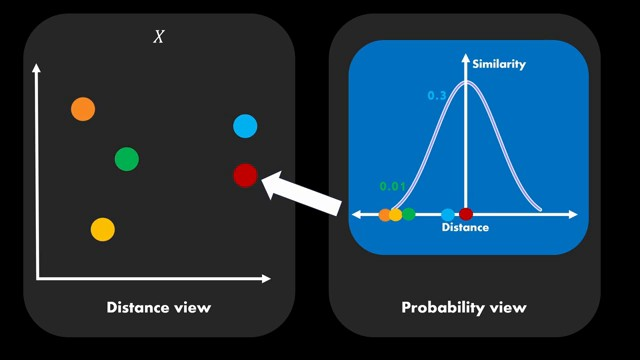 X
Distance view
Similarity
0.3
0.01
Distance
Probability view